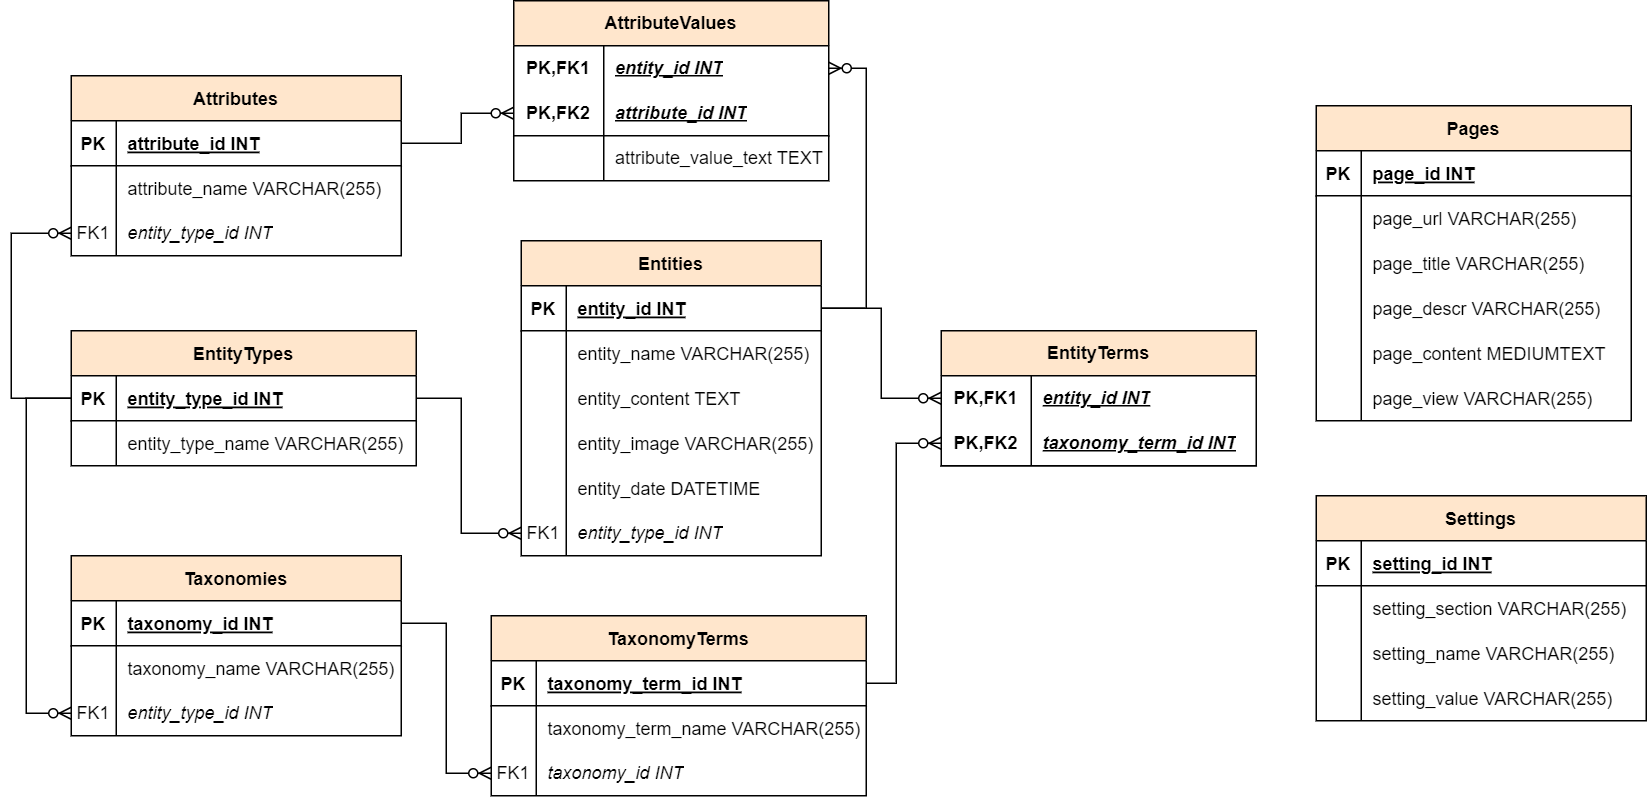 AttributeValues
PK,FK1 entity_id INT
PK,FK2 attribute_id INT
attribute_value_text TEXT
Attributes
PK attribute_id INT
attribute_name VARCHAR(255)
FK1 entity_type_id INT
Pages
PK page_id INT
page_url VARCHAR(255)
page_title VARCHAR(255)
page_descr VARCHAR(255)
page_content MEDIUMTEXT
page_view VARCHAR(255)
Entities
PK entity_id INT
entity_name VARCHAR(255)
entity_content TEXT
entity_image VARCHAR(255)
entity_date DATETIME
FK1 entity_type_id INT
EntityTypes
PK entity_type_id INT
entity_type_name VARCHAR(255)
EntityTerms
PK,FK1 entity_id INT
PK,FK2 taxonomy_term_id INT
Settings
PK setting_id INT
setting_section VARCHAR(255)
setting_name VARCHAR(255)
setting_value VARCHAR(255)
Taxonomies
PK taxonomy_id INT
taxonomy_name VARCHAR(255)
FK1 entity_type_id INT
TaxonomyTerms
PK taxonomy_term_id INT
taxonomy_term_name VARCHAR(255)
FK1 taxonomy_id INT